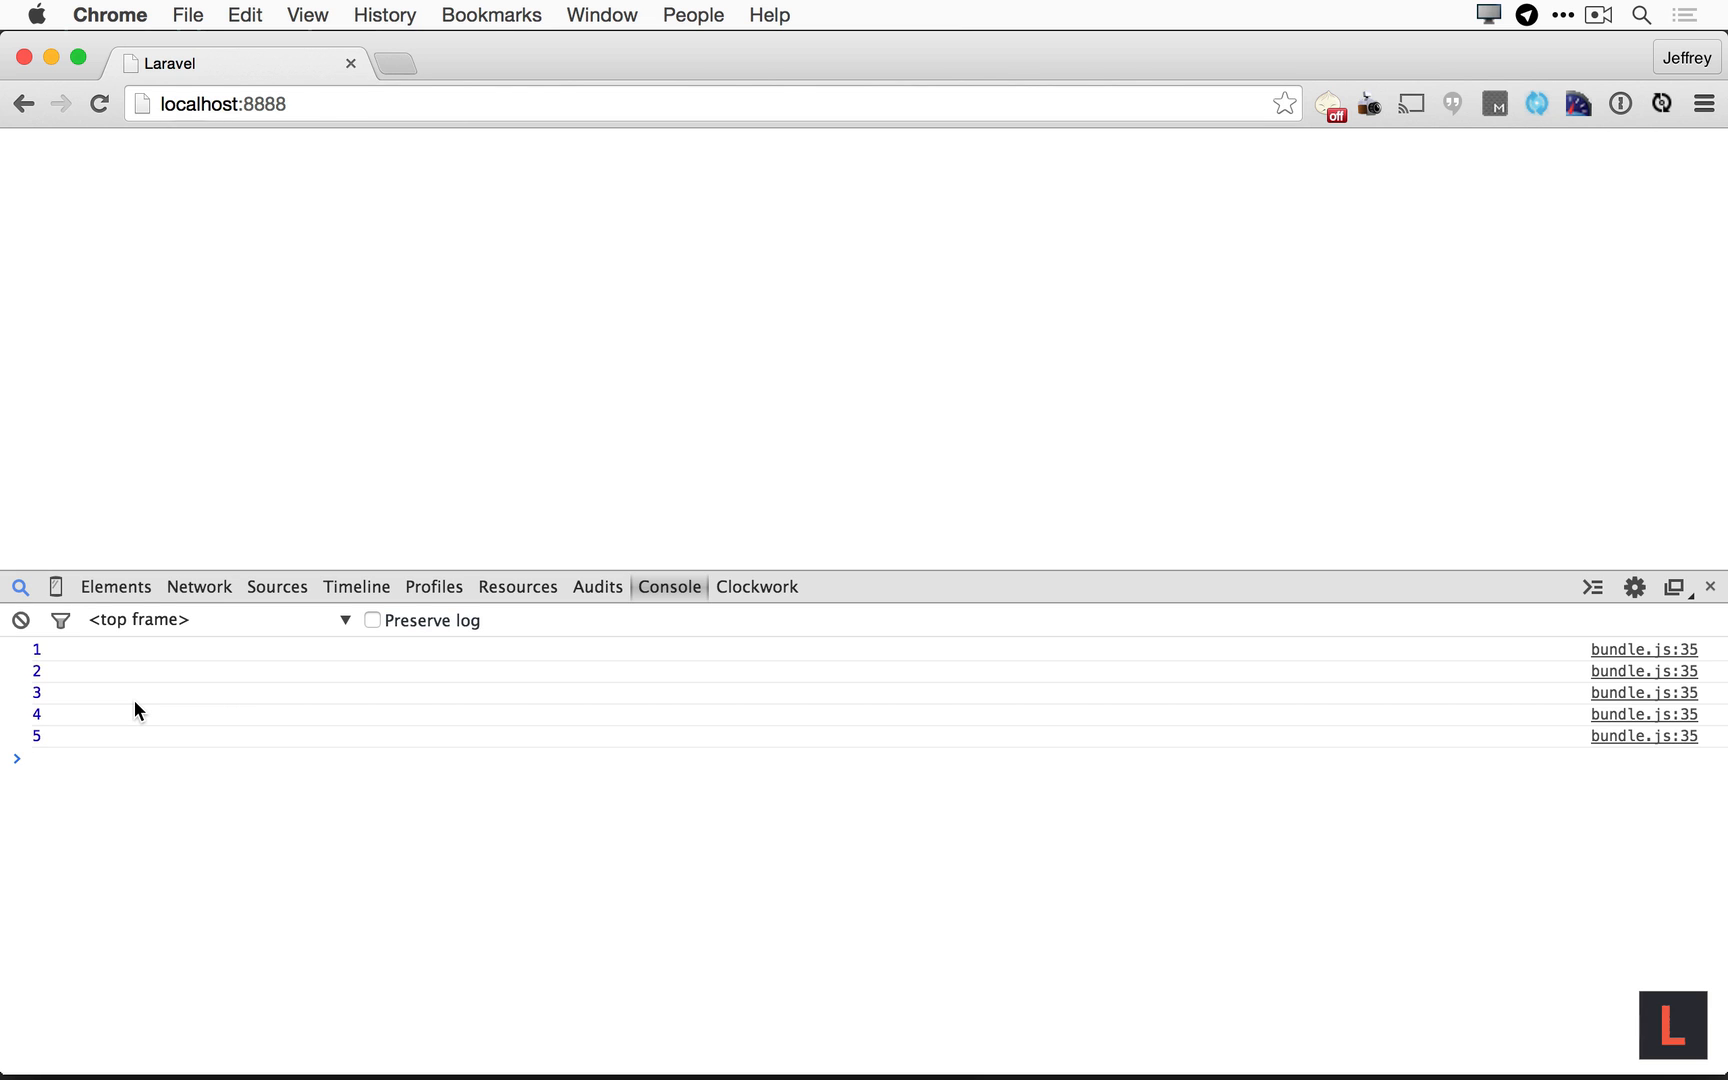 Chrome File Edit View History Bookmarks Window People Help
Laravel
Jeffrey
localhost:8888
off
M
Elements Network Sources Timeline Profiles Resources Audits Console Clockwork
<top frame> Preserve log
1 bundle.js:35
2 bundle.js:35
3 bundle.js:35
4 bundle.js:35
5 bundle.js:35
L